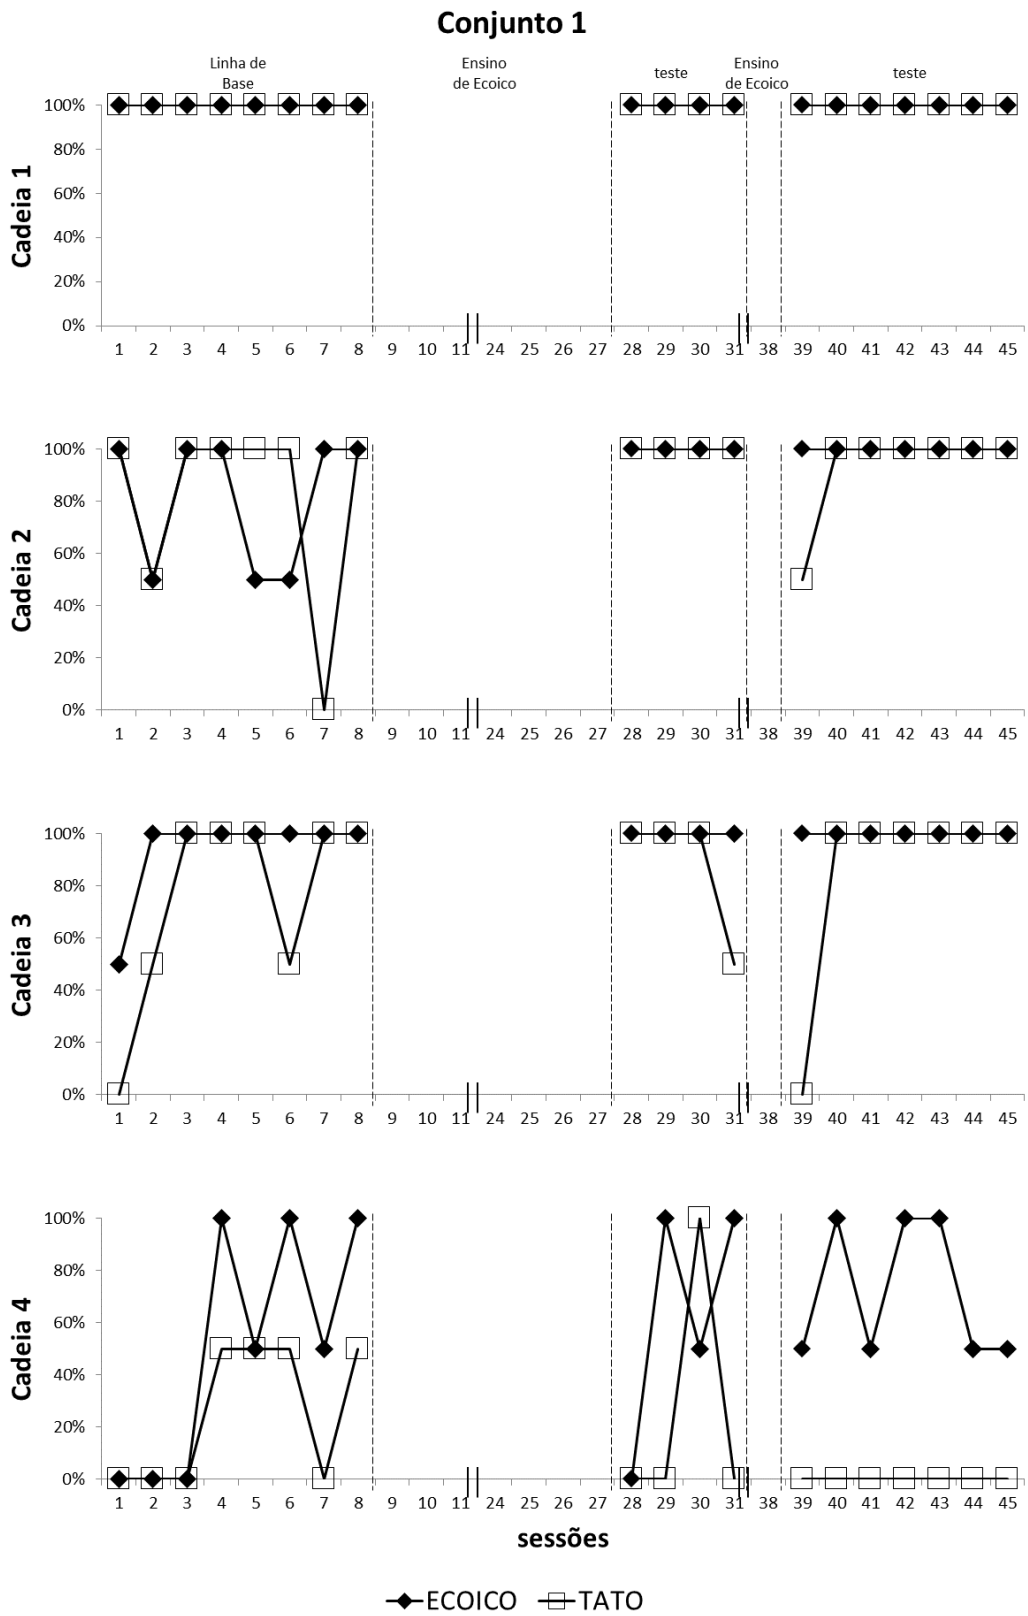 Conjunto 1
Linha de
Base
Ensino
de Ecoico
teste
Ensino
de Ecoico
teste
Cadeia 1
100%
80%
60%
40%
20%
0%
1 2 3 4 5 6 7 8 9 10 11 24 25 26 27 28 29 30 31 38 39 40 41 42 43 44 45
Cadeia 2
100%
80%
60%
40%
20%
0%
1 2 3 4 5 6 7 8 9 10 11 24 25 26 27 28 29 30 31 38 39 40 41 42 43 44 45
Cadeia 3
100%
80%
60%
40%
20%
0%
1 2 3 4 5 6 7 8 9 10 11 24 25 26 27 28 29 30 31 38 39 40 41 42 43 44 45
Cadeia 4
100%
80%
60%
40%
20%
0%
1 2 3 4 5 6 7 8 9 10 11 24 25 26 27 28 29 30 31 38 39 40 41 42 43 44 45
sessões
ECOICO TATO